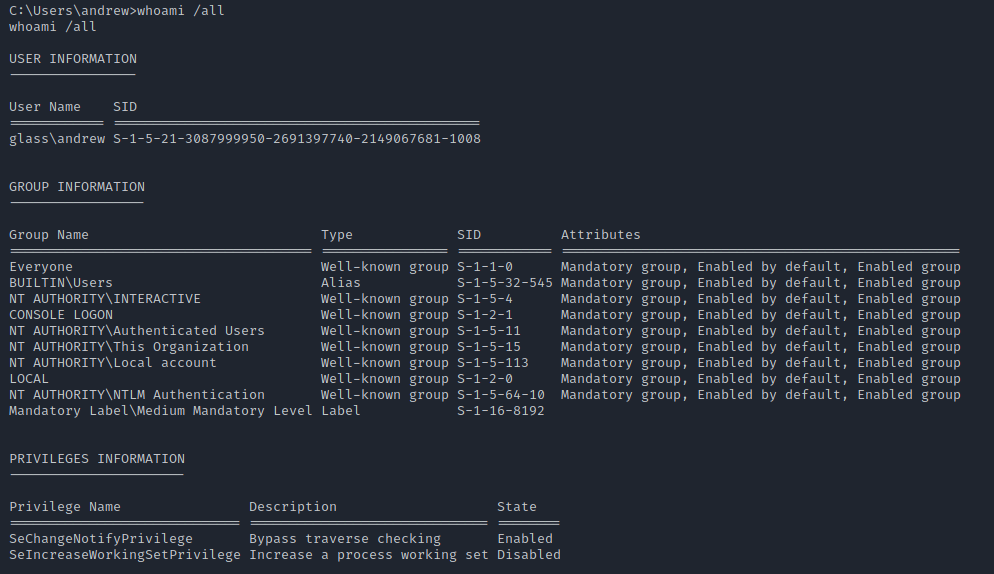 C:\Users\andrew>whoami /all
whoami /all
USER INFORMATION
----------------
User Name    SID
============ ==============================================
glass\andrew S-1-5-21-3087999950-2691397740-2149067681-1008
GROUP INFORMATION
-----------------
Group Name                             Type             SID          Attributes
====================================== ================ ============ ==================================================
Everyone                               Well-known group S-1-1-0      Mandatory group, Enabled by default, Enabled group
BUILTIN\Users                          Alias            S-1-5-32-545 Mandatory group, Enabled by default, Enabled group
NT AUTHORITY\INTERACTIVE               Well-known group S-1-5-4      Mandatory group, Enabled by default, Enabled group
CONSOLE LOGON                          Well-known group S-1-2-1      Mandatory group, Enabled by default, Enabled group
NT AUTHORITY\Authenticated Users       Well-known group S-1-5-11     Mandatory group, Enabled by default, Enabled group
NT AUTHORITY\This Organization         Well-known group S-1-5-15     Mandatory group, Enabled by default, Enabled group
NT AUTHORITY\Local account             Well-known group S-1-5-113    Mandatory group, Enabled by default, Enabled group
LOCAL                                  Well-known group S-1-2-0      Mandatory group, Enabled by default, Enabled group
NT AUTHORITY\NTLM Authentication       Well-known group S-1-5-64-10  Mandatory group, Enabled by default, Enabled group
Mandatory Label\Medium Mandatory Level Label            S-1-16-8192
PRIVILEGES INFORMATION
----------------------
Privilege Name                Description                    State
============================= ============================== ========
SeChangeNotifyPrivilege       Bypass traverse checking       Enabled
SeIncreaseWorkingSetPrivilege Increase a process working set Disabled